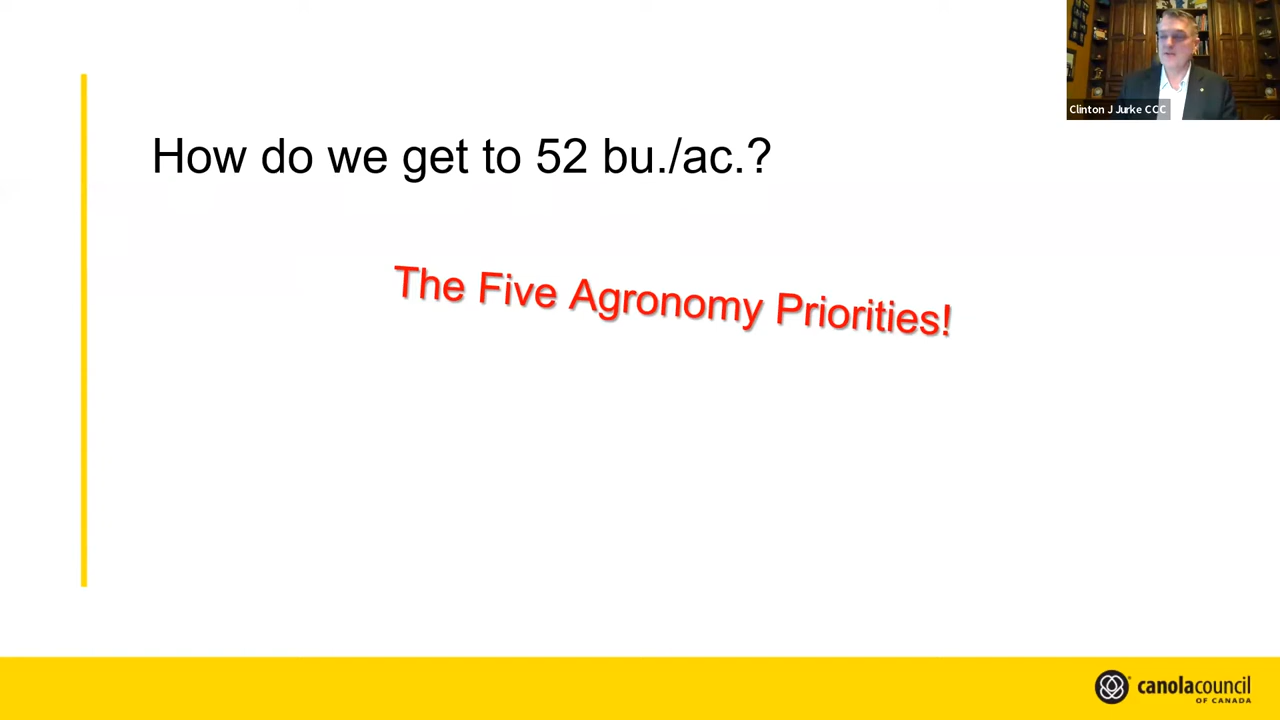 Clinton J Jurke CCC
How do we get to 52 bu./ac.?
The Five Agronomy Priorities!
canolacouncil
OF CANADA